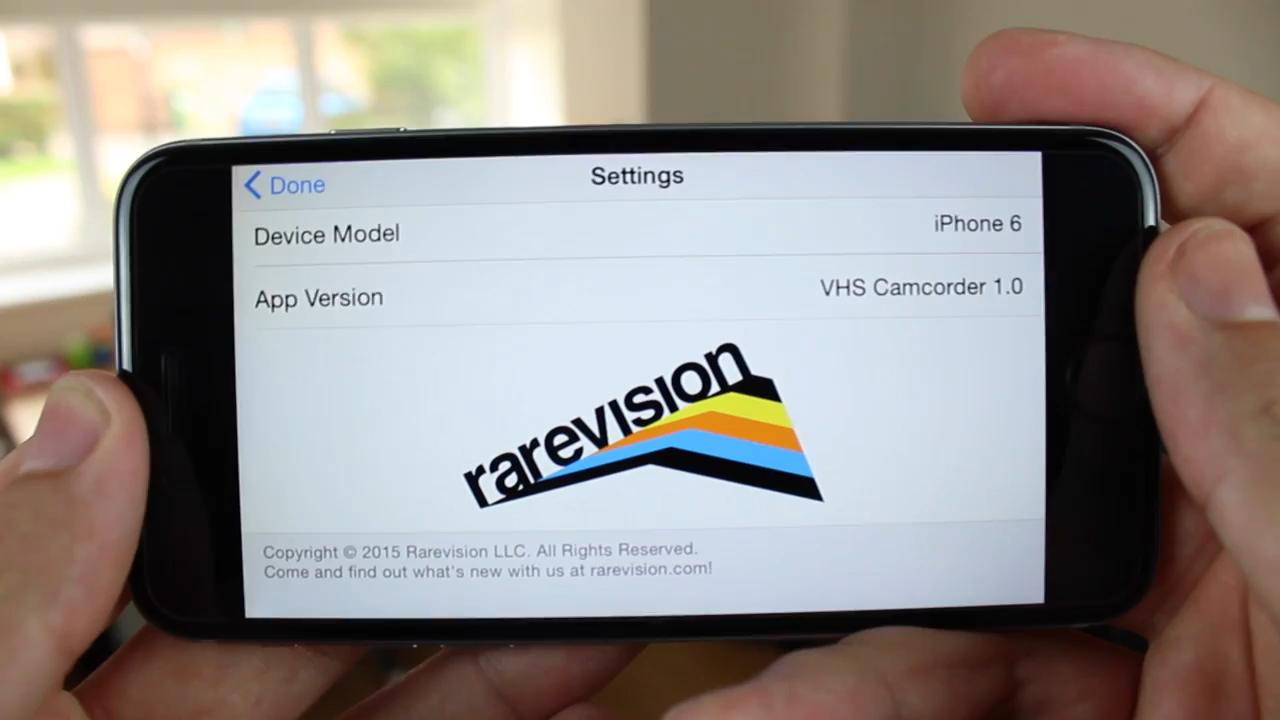 Done
Settings
Device Model
iPhone 6
App Version
VHS Camcorder 1.0
rarevision
Copyright © 2015 Rarevision LLC. All Rights Reserved.
Come and find out what's new with us at rarevision.com!